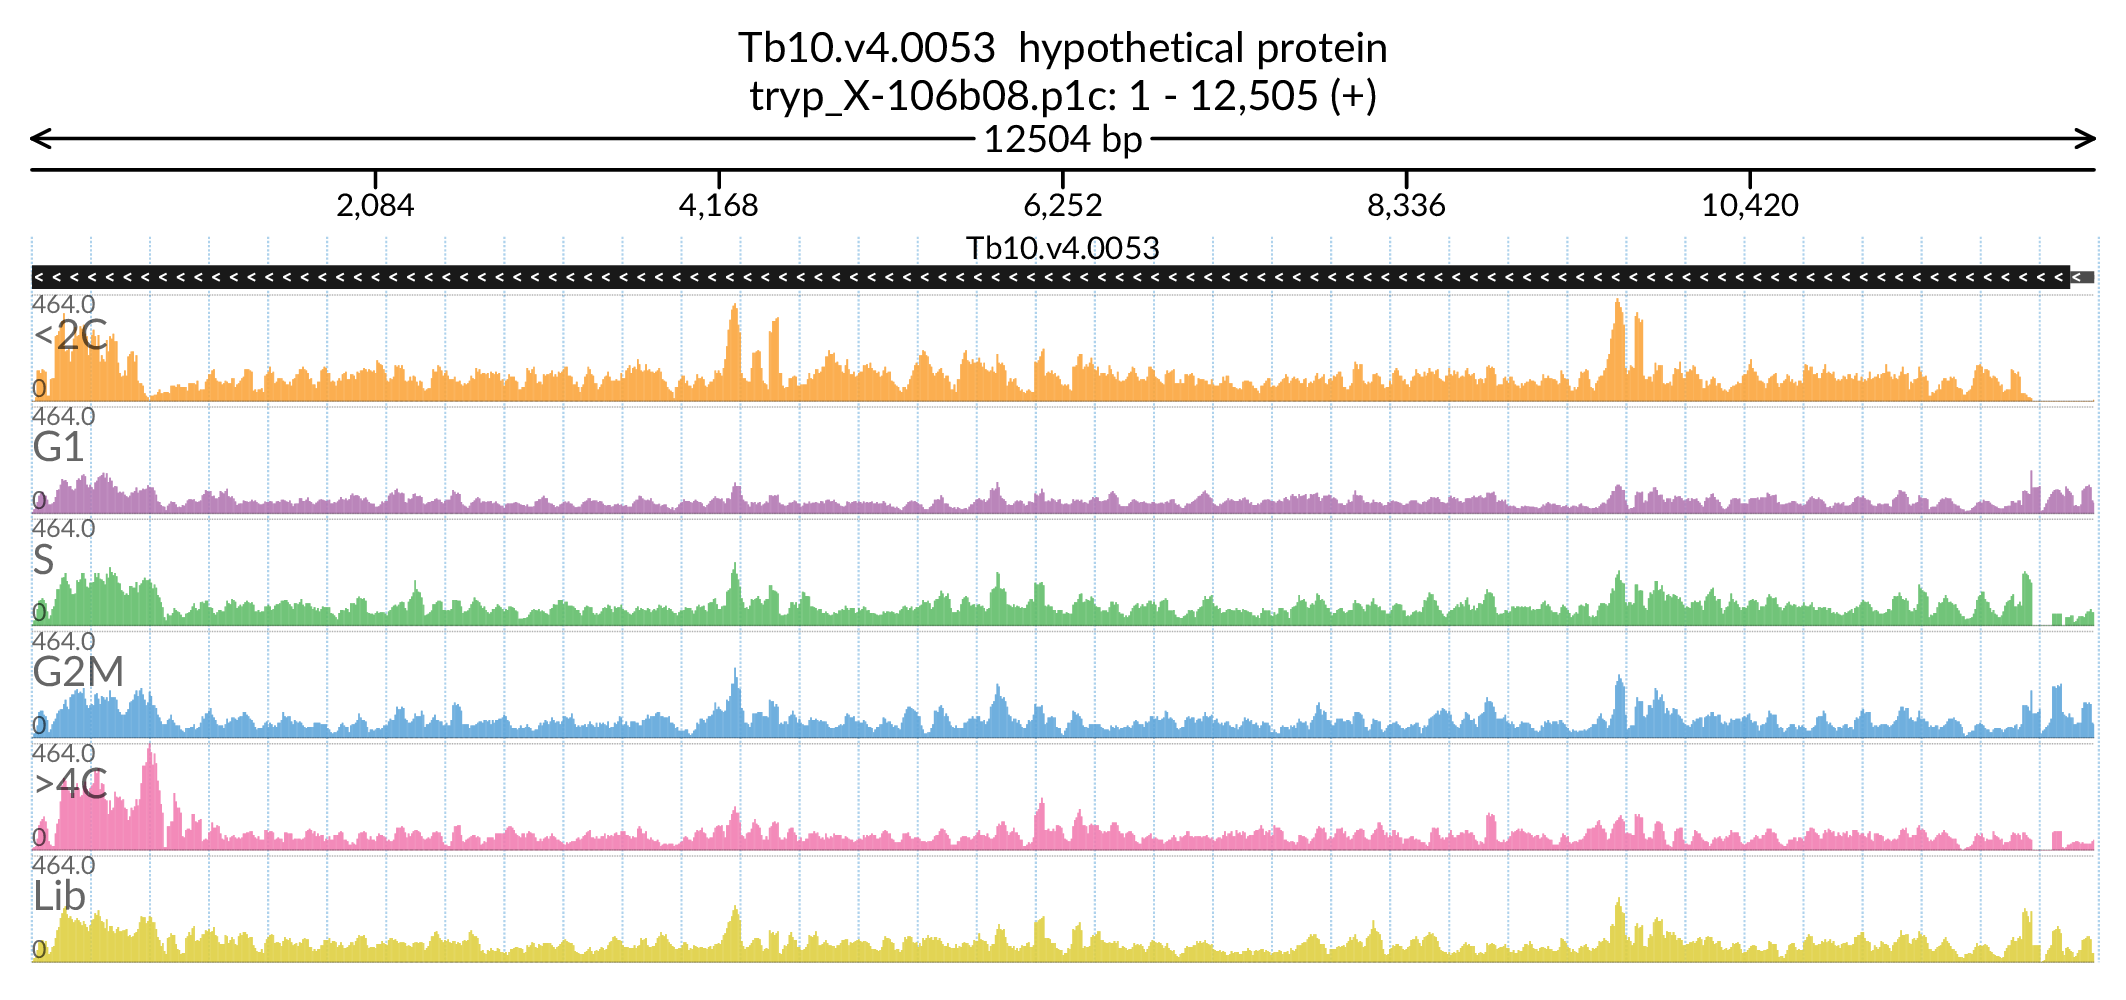 Tb10.v4.0053  hypothetical protein
tryp_X-106b08.p1c: 1 - 12,505 (+)
12504 bp
2,084 4,168 6,252 8,336 10,420
Tb10.v4.0053
464.0
<2C
0
464.0
G1
0
464.0
S
0
464.0
G2M
0
464.0
>4C
0
464.0
Lib
0